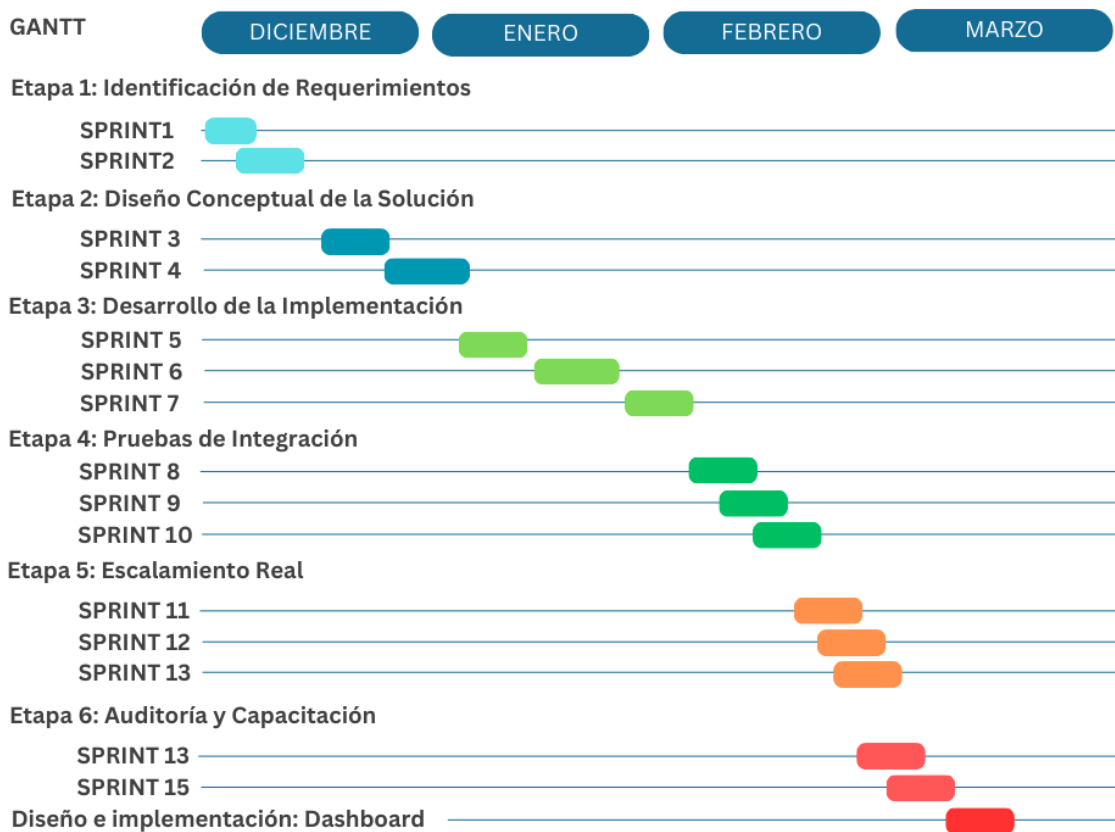 GANTT DICIEMBRE ENERO FEBRERO MARZO
Etapa 1: Identificación de Requerimientos
SPRINT1
SPRINT2
Etapa 2: Diseño Conceptual de la Solución
SPRINT 3
SPRINT 4
Etapa 3: Desarrollo de la Implementación
SPRINT 5
SPRINT 6
SPRINT 7
Etapa 4: Pruebas de Integración
SPRINT 8
SPRINT 9
SPRINT 10
Etapa 5: Escalamiento Real
SPRINT 11
SPRINT 12
SPRINT 13
Etapa 6: Auditoría y Capacitación
SPRINT 13
SPRINT 15
Diseño e implementación: Dashboard